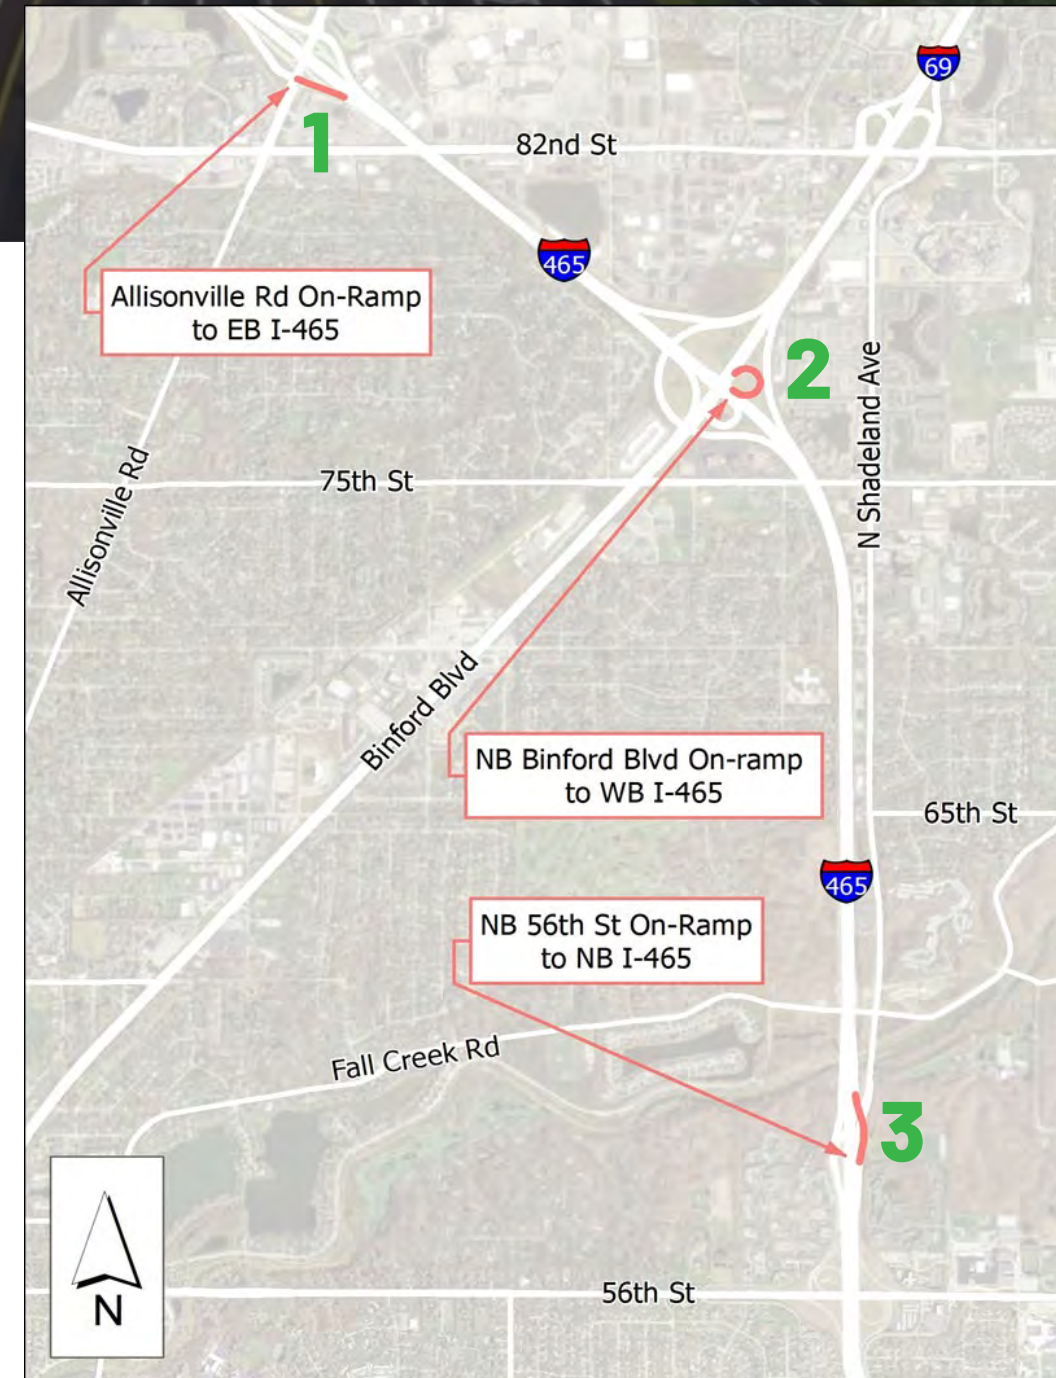 69
1
82nd St
465
Allisonville Rd On-Ramp
to EB I-465
2
N Shadeland Ave
Allisonville Rd
75th St
Binford Blvd
NB Binford Blvd On-ramp
to WB I-465
65th St
465
NB 56th St On-Ramp
to NB I-465
Fall Creek Rd
3
N
56th St